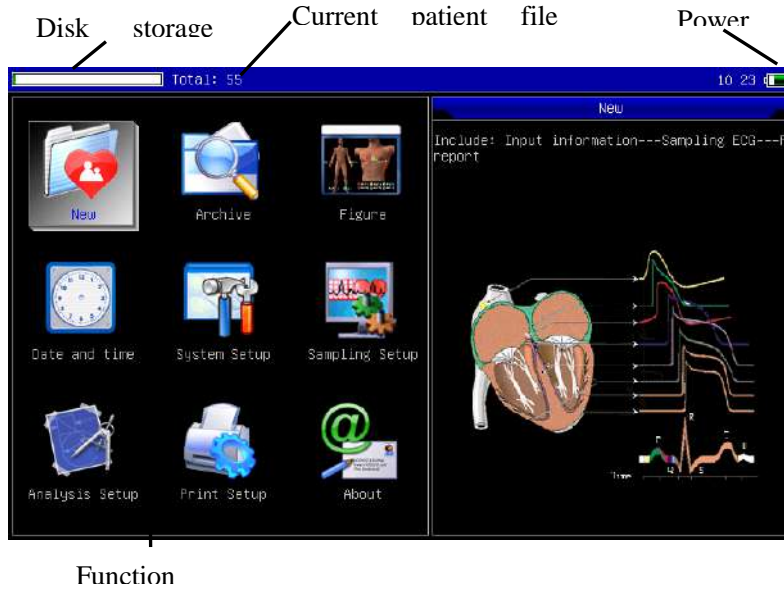 Disk storage
Current patient file
Power
Total: 55
10 23
New
Archive
Figure
Date and time
System Setup
Sampling Setup
Analysis Setup
Print Setup
About
New
Include: Input information---Sampling ECG---
report
R
P
T
U
Q
S
Time
Function